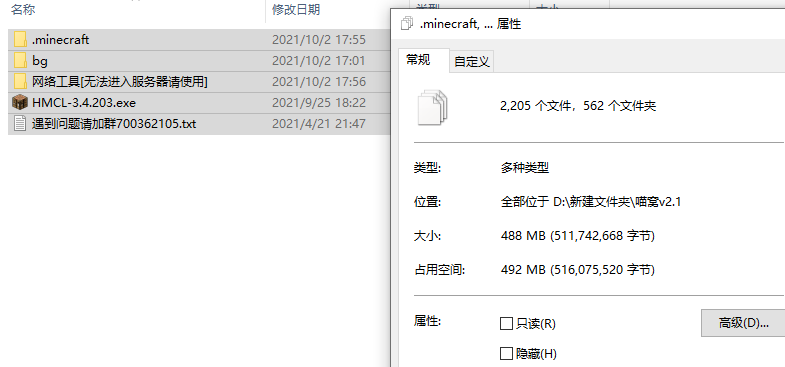 名称 修改日期 类型 大小
.minecraft 2021/10/2 17:55
bg 2021/10/2 17:01
网络工具[无法进入服务器请使用] 2021/10/2 17:56
HMCL-3.4.203.exe 2021/9/25 18:22
遇到问题请加群700362105.txt 2021/4/21 21:47
.minecraft, ... 属性
常规 自定义
2,205 个文件，562 个文件夹
类型: 多种类型
位置: 全部位于 D:\新建文件夹\喵窝v2.1
大小: 488 MB (511,742,668 字节)
占用空间: 492 MB (516,075,520 字节)
属性: 只读(R) 高级(D)...
隐藏(H)